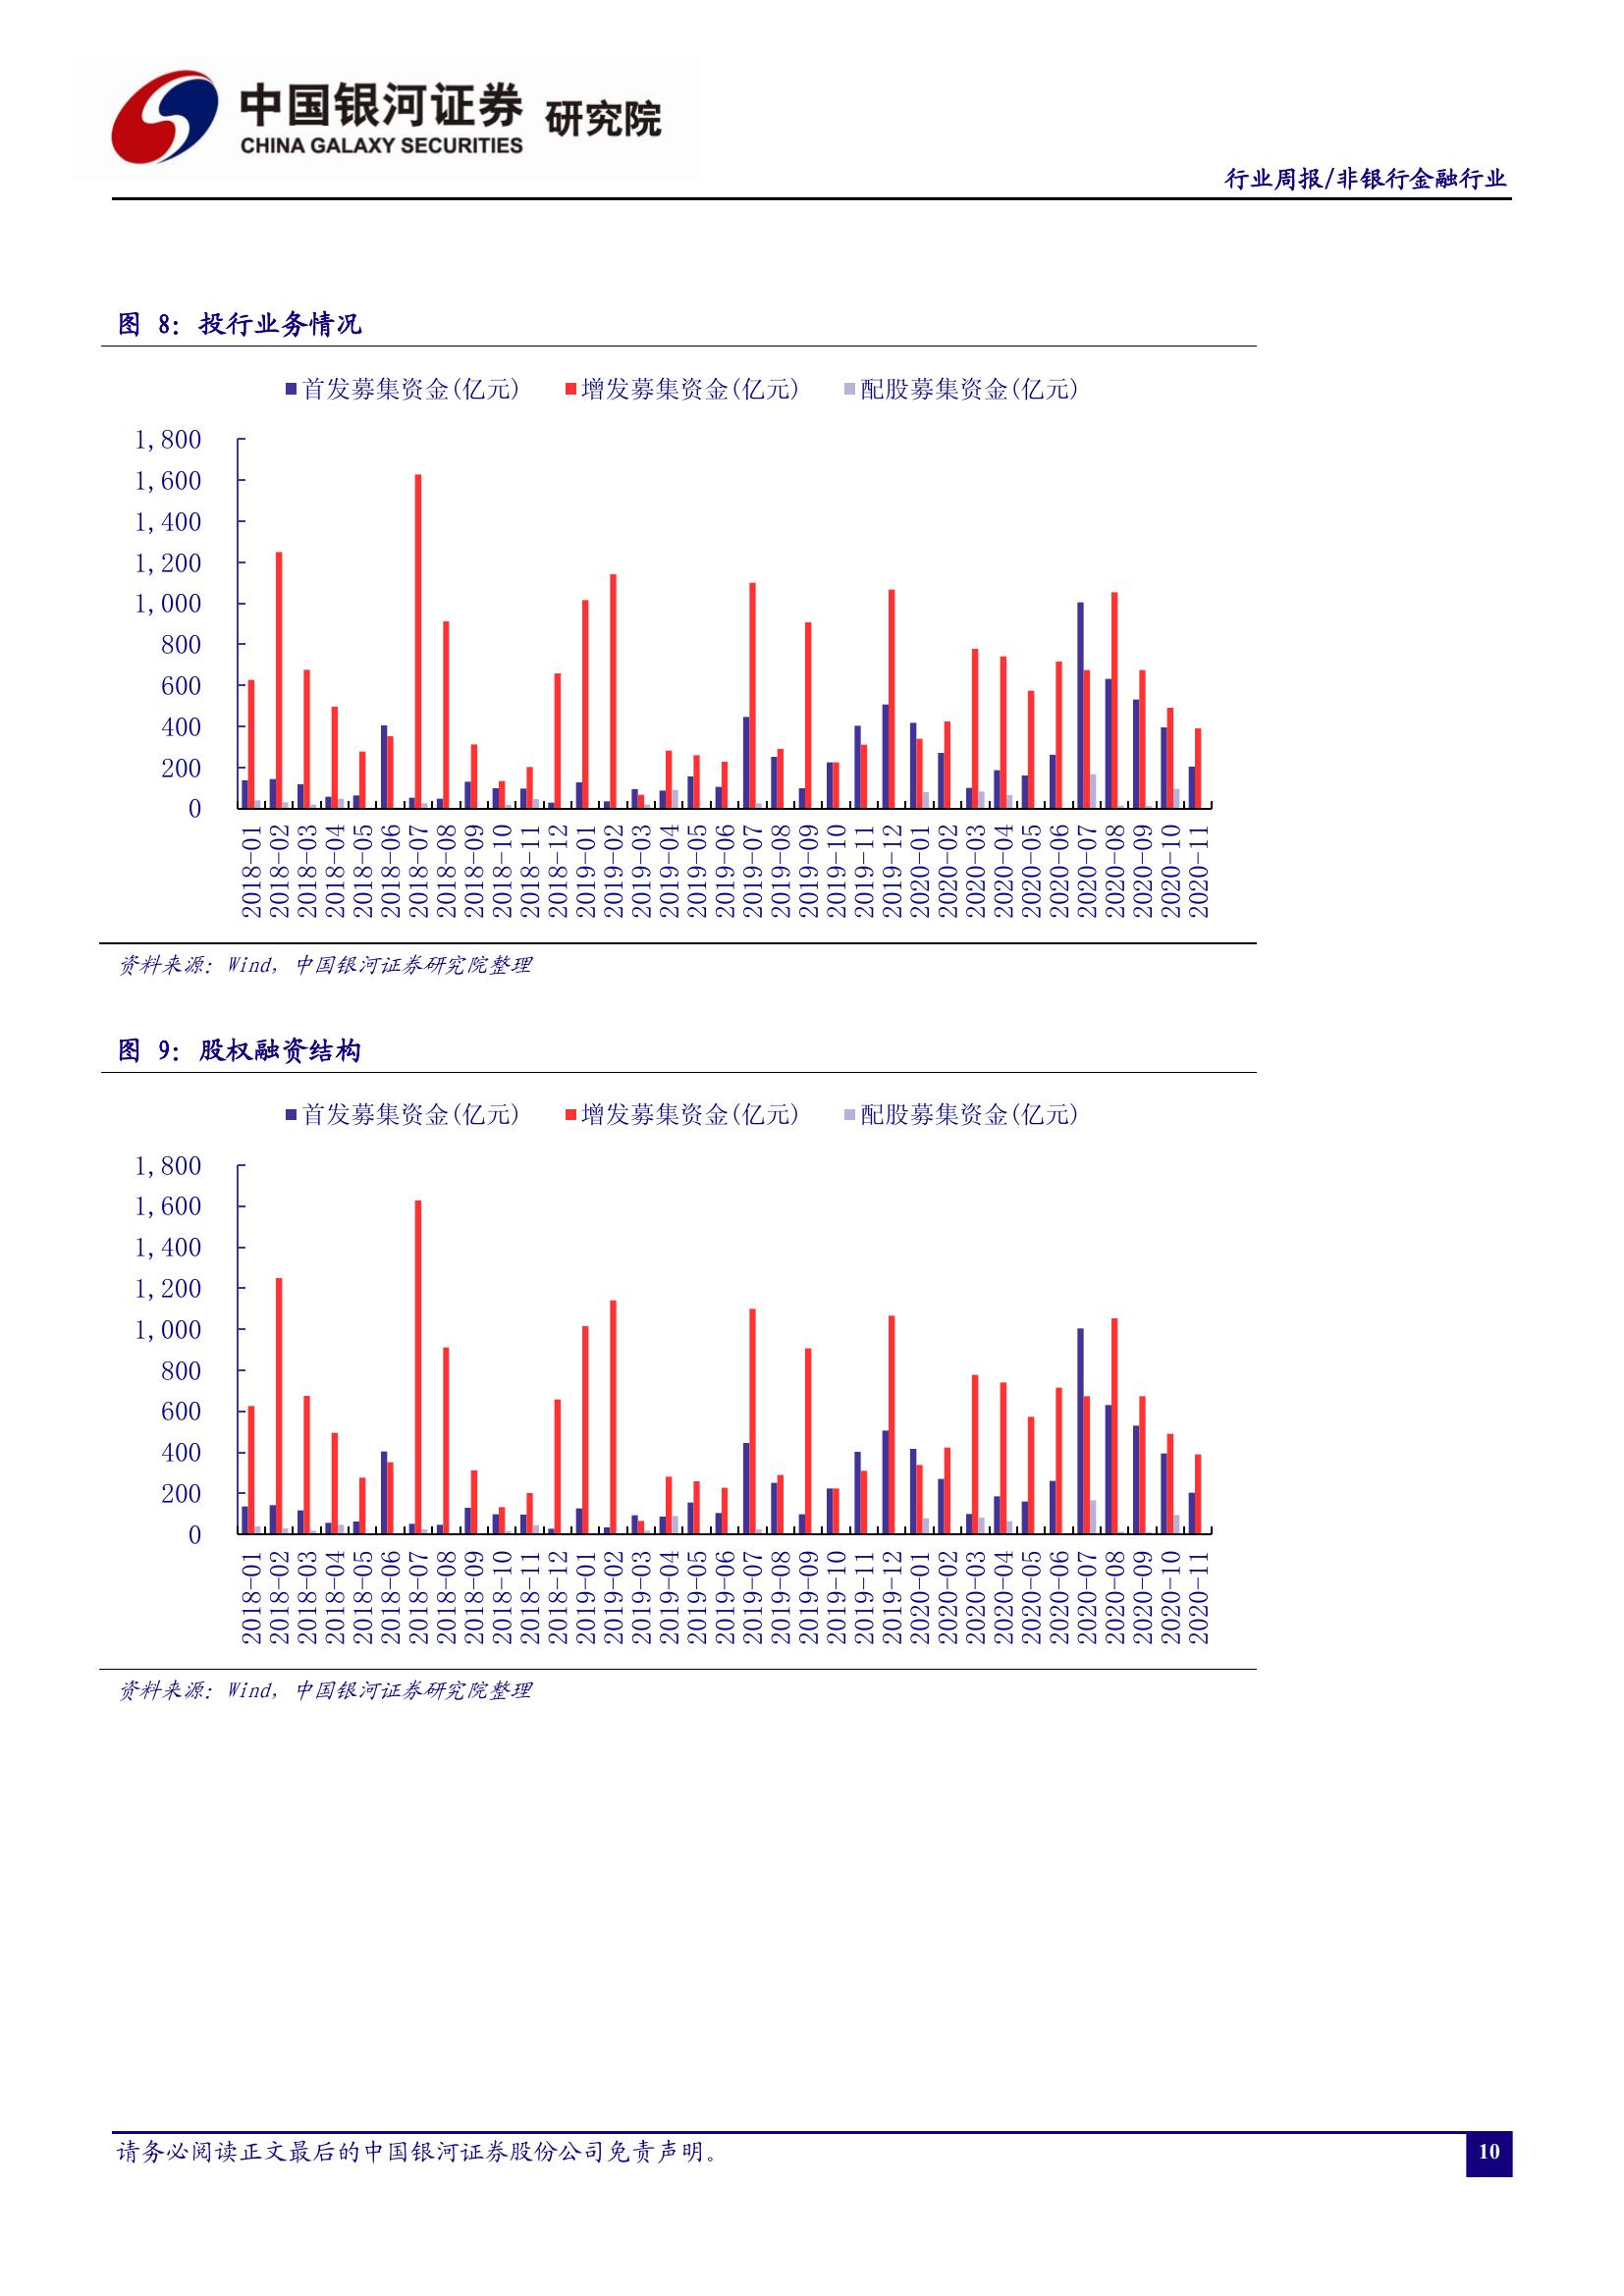 中国银河证券 研究院
CHINA GALAXY SECURITIES
行业周报/非银行金融行业
图 8：投行业务情况
首发募集资金(亿元) 增发募集资金(亿元) 配股募集资金(亿元)
1,800
1,600
1,400
1,200
1,000
800
600
400
200
0
2018-01 2018-02 2018-03 2018-04 2018-05 2018-06 2018-07 2018-08 2018-09 2018-10 2018-11 2018-12 2019-01 2019-02 2019-03 2019-04 2019-05 2019-06 2019-07 2019-08 2019-09 2019-10 2019-11 2019-12 2020-01 2020-02 2020-03 2020-04 2020-05 2020-06 2020-07 2020-08 2020-09 2020-10 2020-11
资料来源：Wind，中国银河证券研究院整理
图 9：股权融资结构
首发募集资金(亿元) 增发募集资金(亿元) 配股募集资金(亿元)
1,800
1,600
1,400
1,200
1,000
800
600
400
200
0
2018-01 2018-02 2018-03 2018-04 2018-05 2018-06 2018-07 2018-08 2018-09 2018-10 2018-11 2018-12 2019-01 2019-02 2019-03 2019-04 2019-05 2019-06 2019-07 2019-08 2019-09 2019-10 2019-11 2019-12 2020-01 2020-02 2020-03 2020-04 2020-05 2020-06 2020-07 2020-08 2020-09 2020-10 2020-11
资料来源：Wind，中国银河证券研究院整理
请务必阅读正文最后的中国银河证券股份公司免责声明。
10